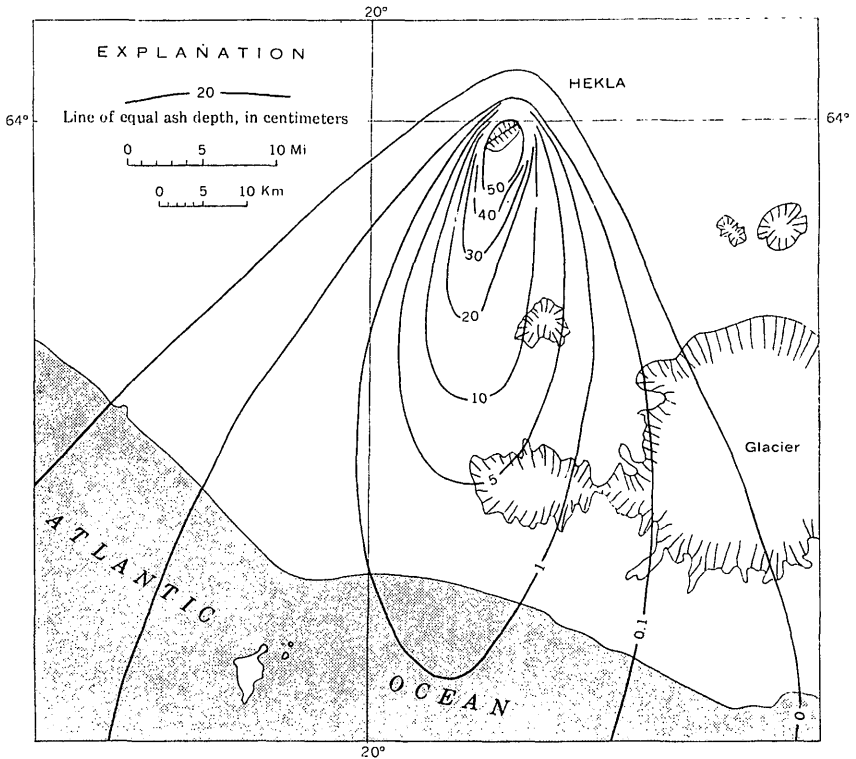 20°
EXPLANATION
20
Line of equal ash depth, in centimeters
0 5 10 Mi
0 5 10 Km
HEKLA
64°
64°
50
40
30
20
10
5
1
0.1
0
Glacier
ATLANTIC
OCEAN
20°